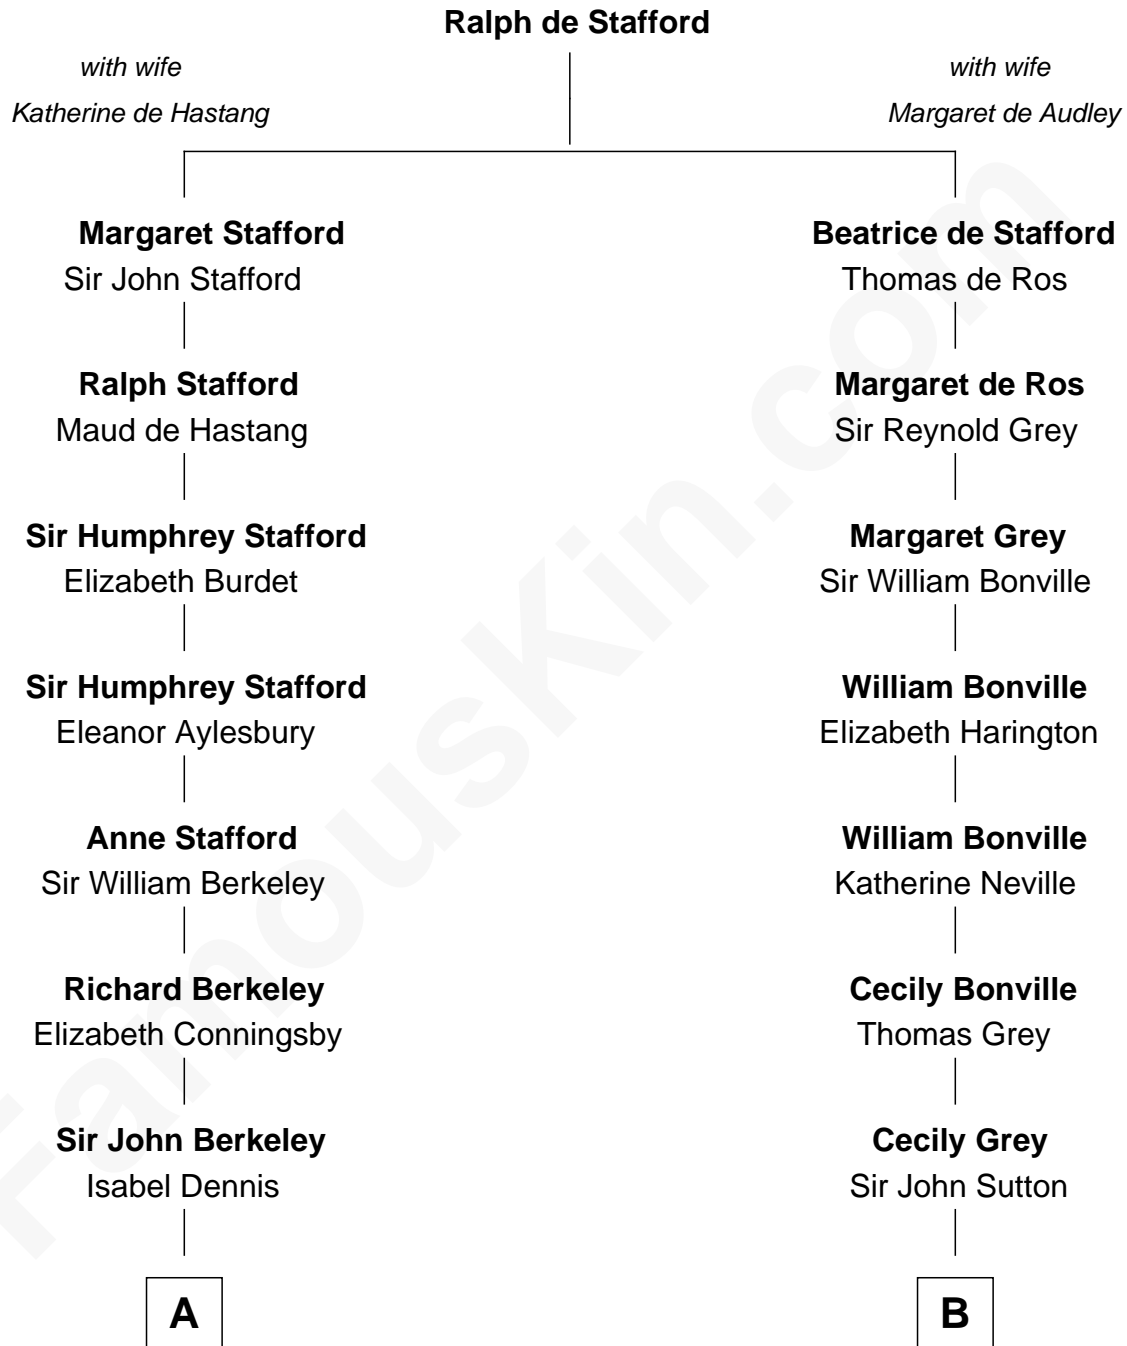 Ralph de Stafford
with wife
Katherine de Hastang
with wife
Margaret de Audley
Margaret Stafford
Sir John Stafford
Beatrice de Stafford
Thomas de Ros
Ralph Stafford
Maud de Hastang
Margaret de Ros
Sir Reynold Grey
Sir Humphrey Stafford
Elizabeth Burdet
Margaret Grey
Sir William Bonville
Sir Humphrey Stafford
Eleanor Aylesbury
William Bonville
Elizabeth Harington
Anne Stafford
Sir William Berkeley
William Bonville
Katherine Neville
Richard Berkeley
Elizabeth Conningsby
Cecily Bonville
Thomas Grey
Sir John Berkeley
Isabel Dennis
Cecily Grey
Sir John Sutton
A
B
FamousKin.com